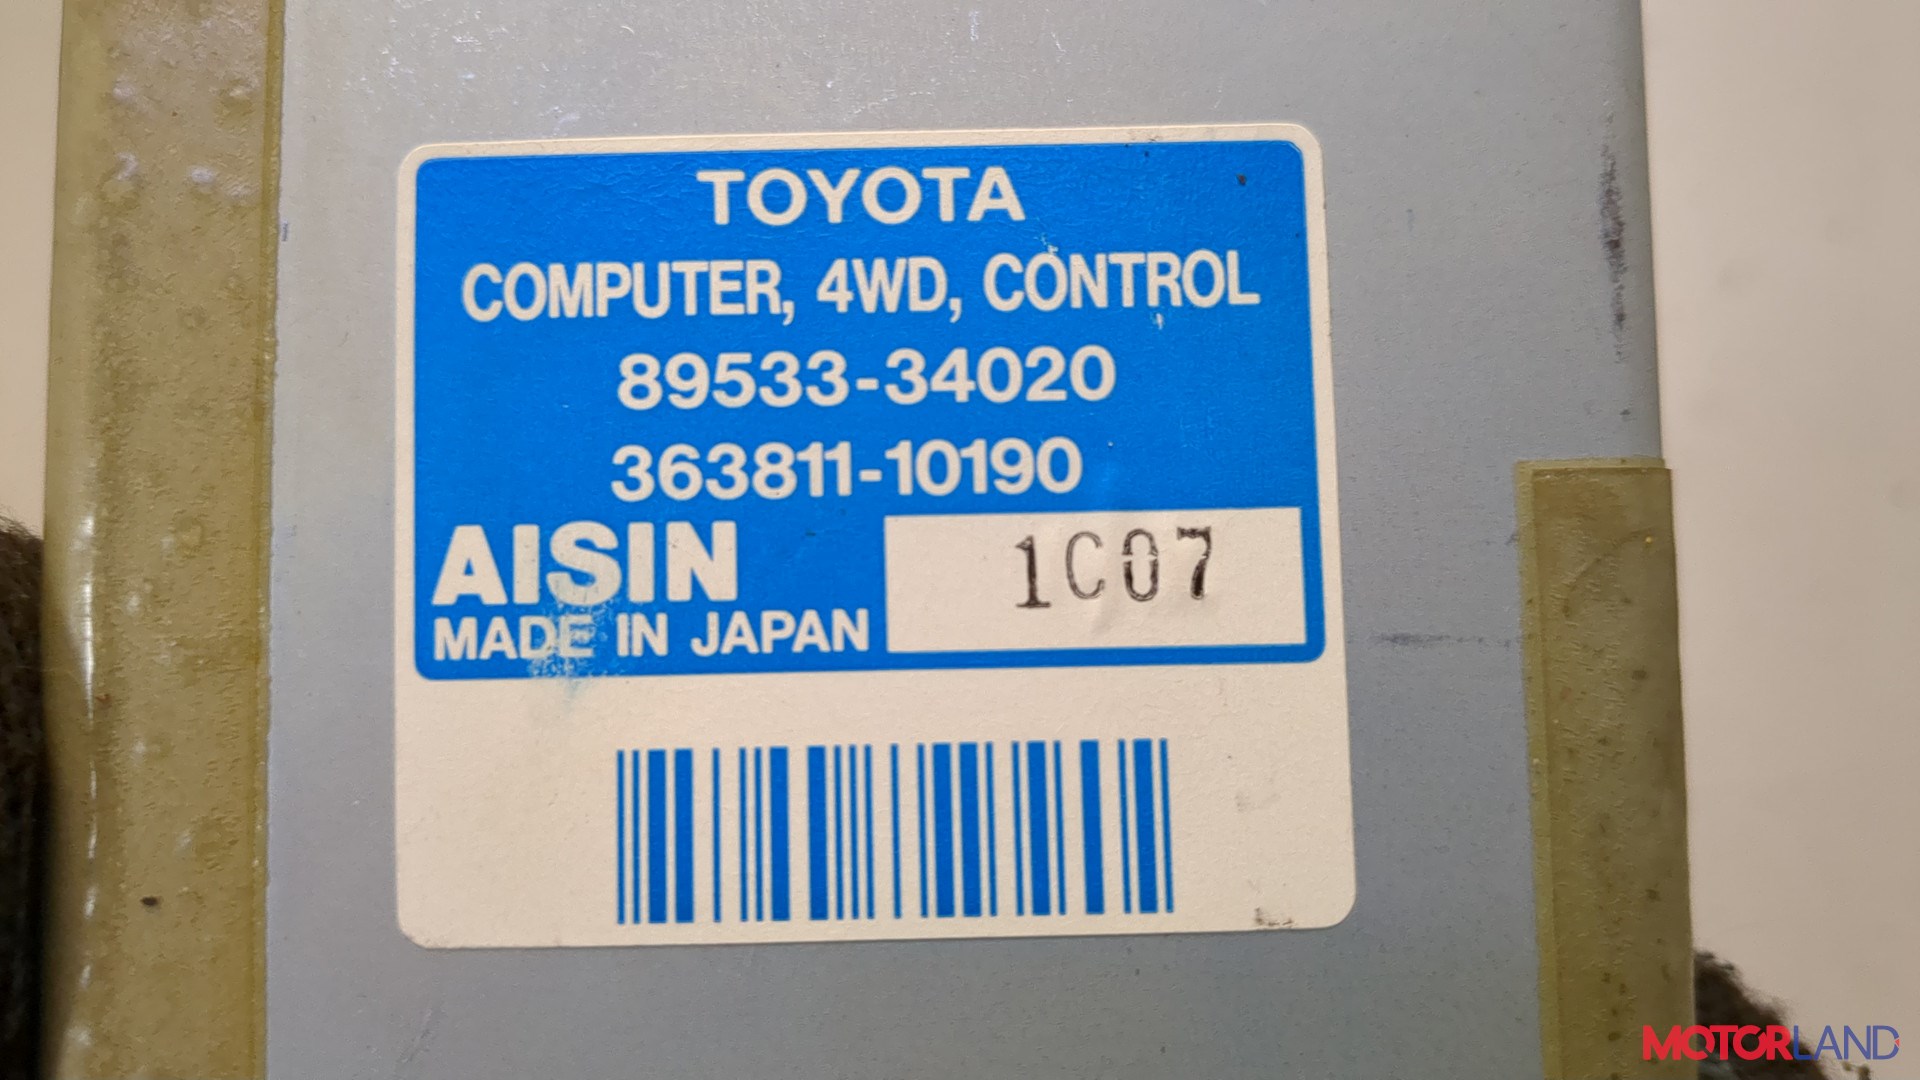 TOYOTA
COMPUTER, 4WD, CONTROL
89533-34020
363811-10190
AISIN
MADE IN JAPAN
1C07
MOTORLAND